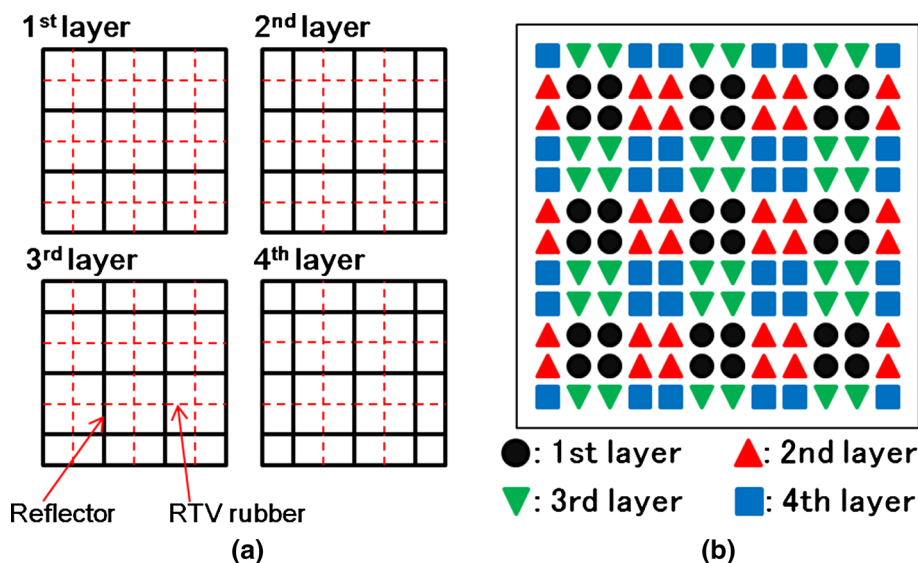 1st layer
2nd layer
3rd layer
4th layer
Reflector
RTV rubber
(a)
: 1st layer
: 2nd layer
: 3rd layer
: 4th layer
(b)